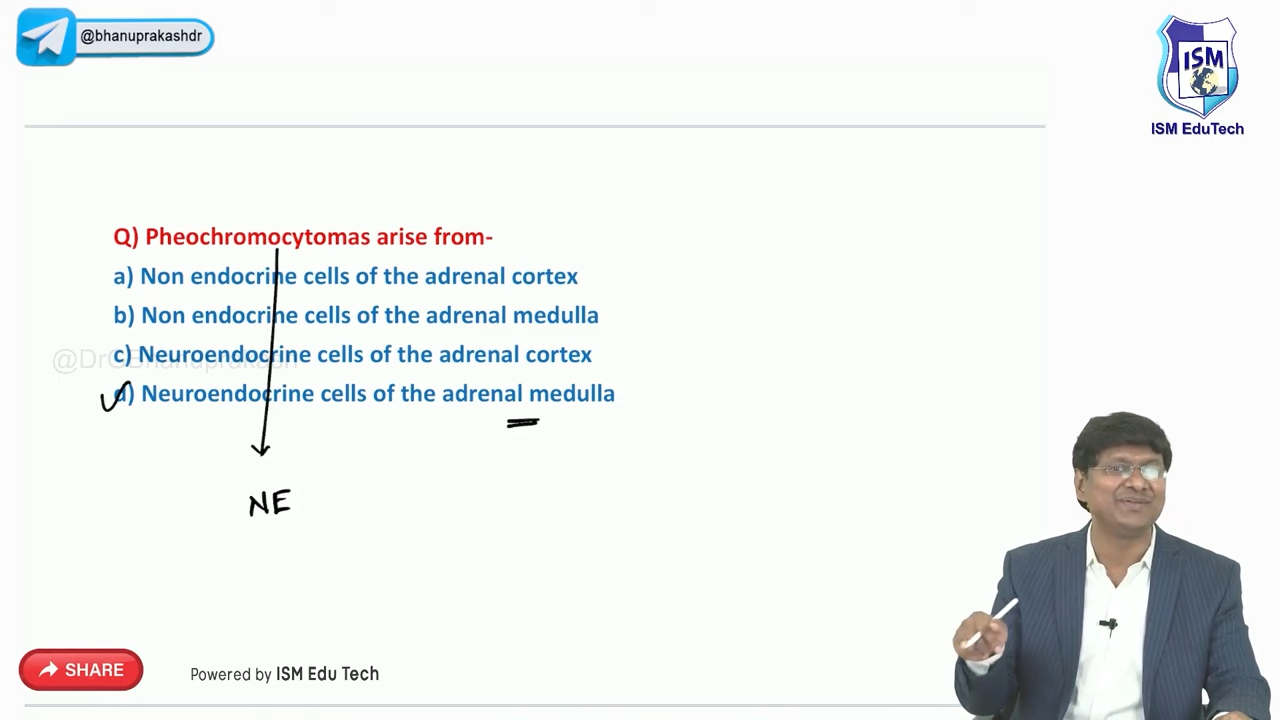 @bhanuprakashdr
ISM
ISM EduTech
Q) Pheochromocytomas arise from-
a) Non endocrine cells of the adrenal cortex
b) Non endocrine cells of the adrenal medulla
c) Neuroendocrine cells of the adrenal cortex
@DrGBhanuprakash
d) Neuroendocrine cells of the adrenal medulla
NE
SHARE
Powered by ISM Edu Tech